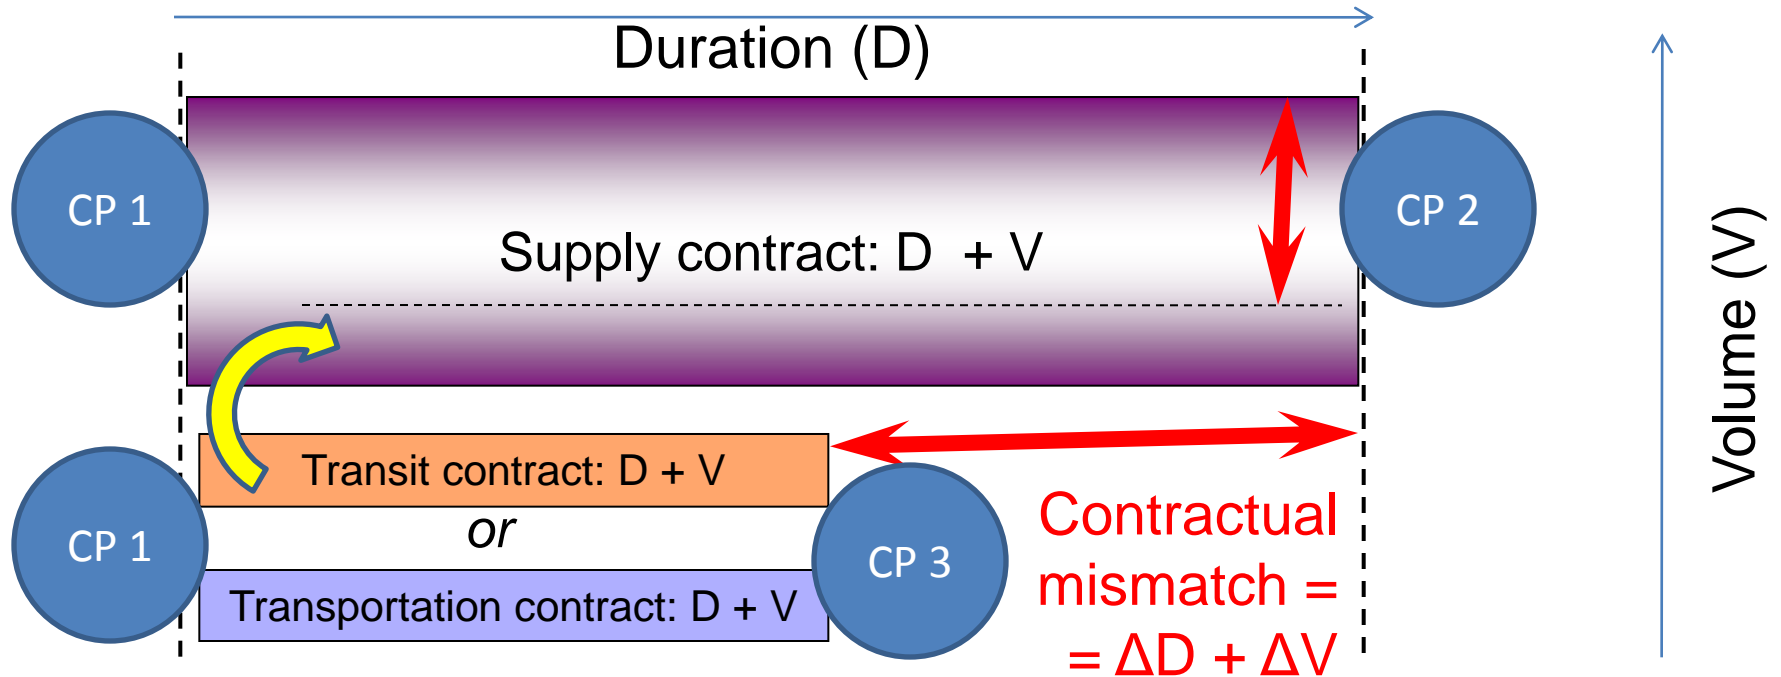 Duration (D)
CP 1
Supply contract: D + V
CP 2
Volume (V)
Transit contract: D + V
or
CP 1
Transportation contract: D + V
CP 3
Contractual
mismatch =
= ΔD + ΔV